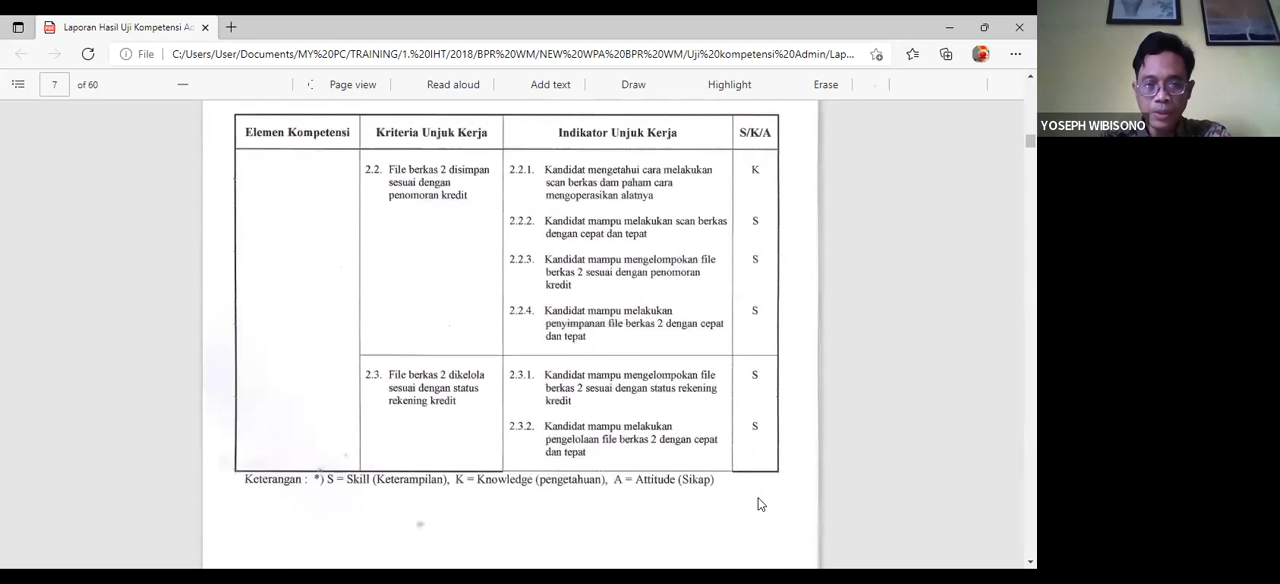 Laporan Hasil Uji Kompetensi Ad
File
C:/Users/User/Documents/MY%20PC/TRAINING/1.%20IHT/2018/BPR%20WM/NEW%20WPA%20BPR%20WM/Uji%20kompetensi%20Admin/Lap...
7 of 60
Page view
Read aloud
Add text
Draw
Highlight
Erase
YOSEPH WIBISONO
Elemen Kompetensi
Kriteria Unjuk Kerja
Indikator Unjuk Kerja
S/K/A
2.2. File berkas 2 disimpan
sesuai dengan
penomoran kredit
2.2.1. Kandidat mengetahui cara melakukan
scan berkas dam paham cara
mengoperasikan alatnya
K
2.2.2. Kandidat mampu melakukan scan berkas
dengan cepat dan tepat
S
2.2.3. Kandidat mampu mengelompokan file
berkas 2 sesuai dengan penomoran
kredit
S
2.2.4. Kandidat mampu melakukan
penyimpanan file berkas 2 dengan cepat
dan tepat
S
2.3. File berkas 2 dikelola
sesuai dengan status
rekening kredit
2.3.1. Kandidat mampu mengelompokan file
berkas 2 sesuai dengan status rekening
kredit
S
2.3.2. Kandidat mampu melakukan
pengelolaan file berkas 2 dengan cepat
dan tepat
S
Keterangan : *) S = Skill (Keterampilan), K = Knowledge (pengetahuan), A = Attitude (Sikap)